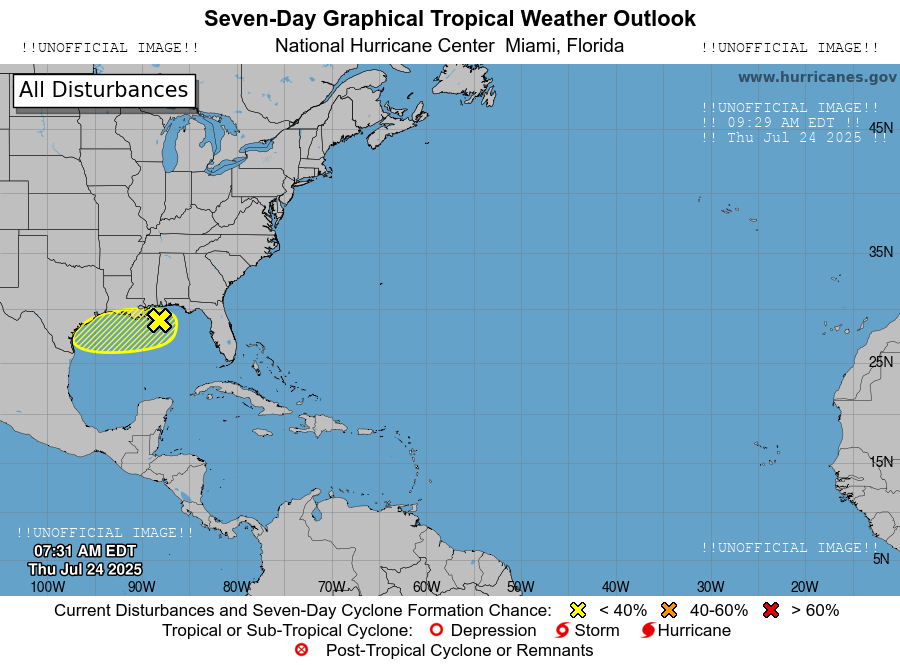 Seven-Day Graphical Tropical Weather Outlook
!!UNOFFICIAL IMAGE!! National Hurricane Center Miami, Florida !!UNOFFICIAL IMAGE!!
All Disturbances
www.hurricanes.gov
!!UNOFFICIAL IMAGE!!
!! 09:29 AM EDT !!
!! Thu Jul 24 2025 !!
45N
35N
25N
15N
!!UNOFFICIAL IMAGE!!
07:31 AM EDT
!!UNOFFICIAL IMAGE!!
5N
Thu Jul 24 2025
100W 90W 80W 70W 60W 50W 40W 30W 20W
Current Disturbances and Seven-Day Cyclone Formation Chance: < 40% 40-60% > 60%
Tropical or Sub-Tropical Cyclone: Depression Storm Hurricane
Post-Tropical Cyclone or Remnants